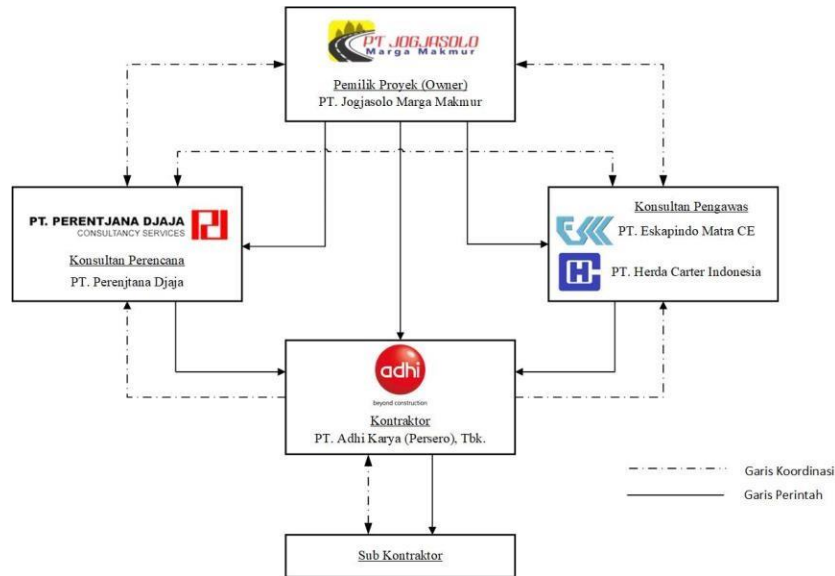 PT JOGJASOLO
Marga Makmur
Pemilik Proyek (Owner)
PT. Jogjasolo Marga Makmur
PT. PERENTJANA DJAJA
CONSULTANCY SERVICES
Konsultan Perencana
PT. Perenjtana Djaja
Konsultan Pengawas
PT. Eskapindo Matra CE
PT. Herda Carter Indonesia
adhi
beyond construction
Kontraktor
PT. Adhi Karya (Persero), Tbk.
Garis Koordinasi
Garis Perintah
Sub Kontraktor